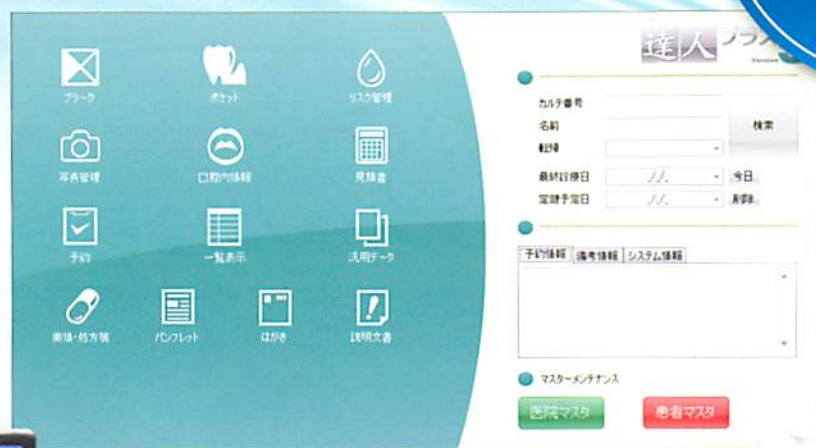 達人プラス
Version
プラーク
ポケット
リスク管理
写真管理
口腔内情報
見積書
予約
一覧表示
汎用データ
薬情・処方箋
パンフレット
はがき
説明文書
カルテ番号
名前
検索
転帰
最終診療日
/ /
今日
定健予定日
/ /
削除
予約情報
備考情報
システム情報
マスターメンテナンス
医院マスタ
患者マスタ